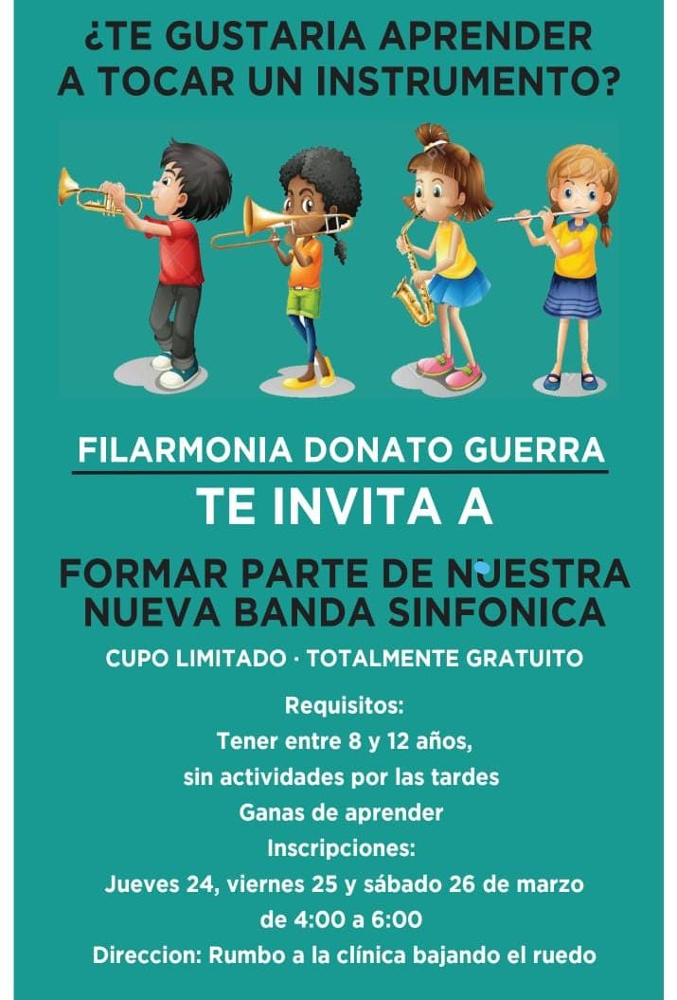 ¿TE GUSTARIA APRENDER
A TOCAR UN INSTRUMENTO?
FILARMONIA DONATO GUERRA
TE INVITA A
FORMAR PARTE DE NUESTRA
NUEVA BANDA SINFONICA
CUPO LIMITADO · TOTALMENTE GRATUITO
Requisitos:
Tener entre 8 y 12 años,
sin actividades por las tardes
Ganas de aprender
Inscripciones:
Jueves 24, viernes 25 y sábado 26 de marzo
de 4:00 a 6:00
Direccion: Rumbo a la clínica bajando el ruedo